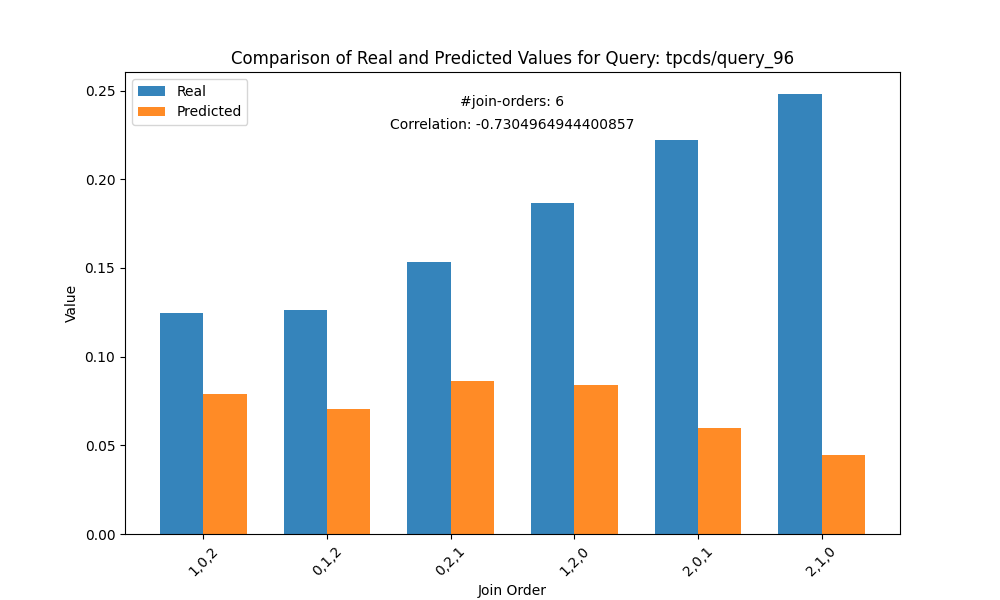 Comparison of Real and Predicted Values for Query: tpcds/query_96
Real
Predicted
#join-orders: 6
Correlation: -0.7304964944400857
0.25
0.20
0.15
0.10
0.05
0.00
Value
1,0,2
0,1,2
0,2,1
1,2,0
2,0,1
2,1,0
Join Order